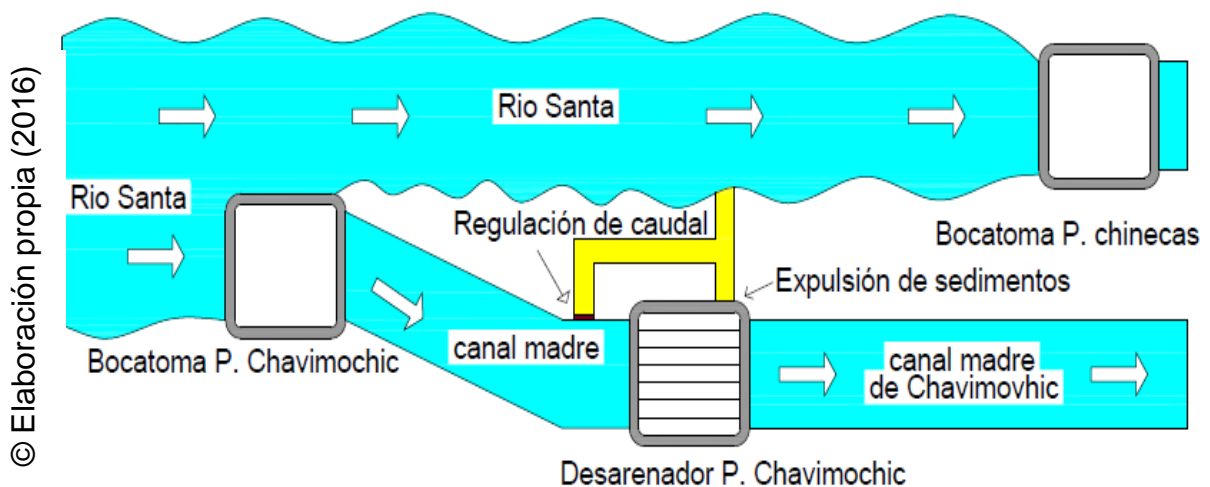 © Elaboración propia (2016)
Rio Santa
Rio Santa
Regulación de caudal
Bocatoma P. chinecas
Expulsión de sedimentos
Bocatoma P. Chavimochic
canal madre
canal madre
de Chavimovhic
Desarenador P. Chavimochic